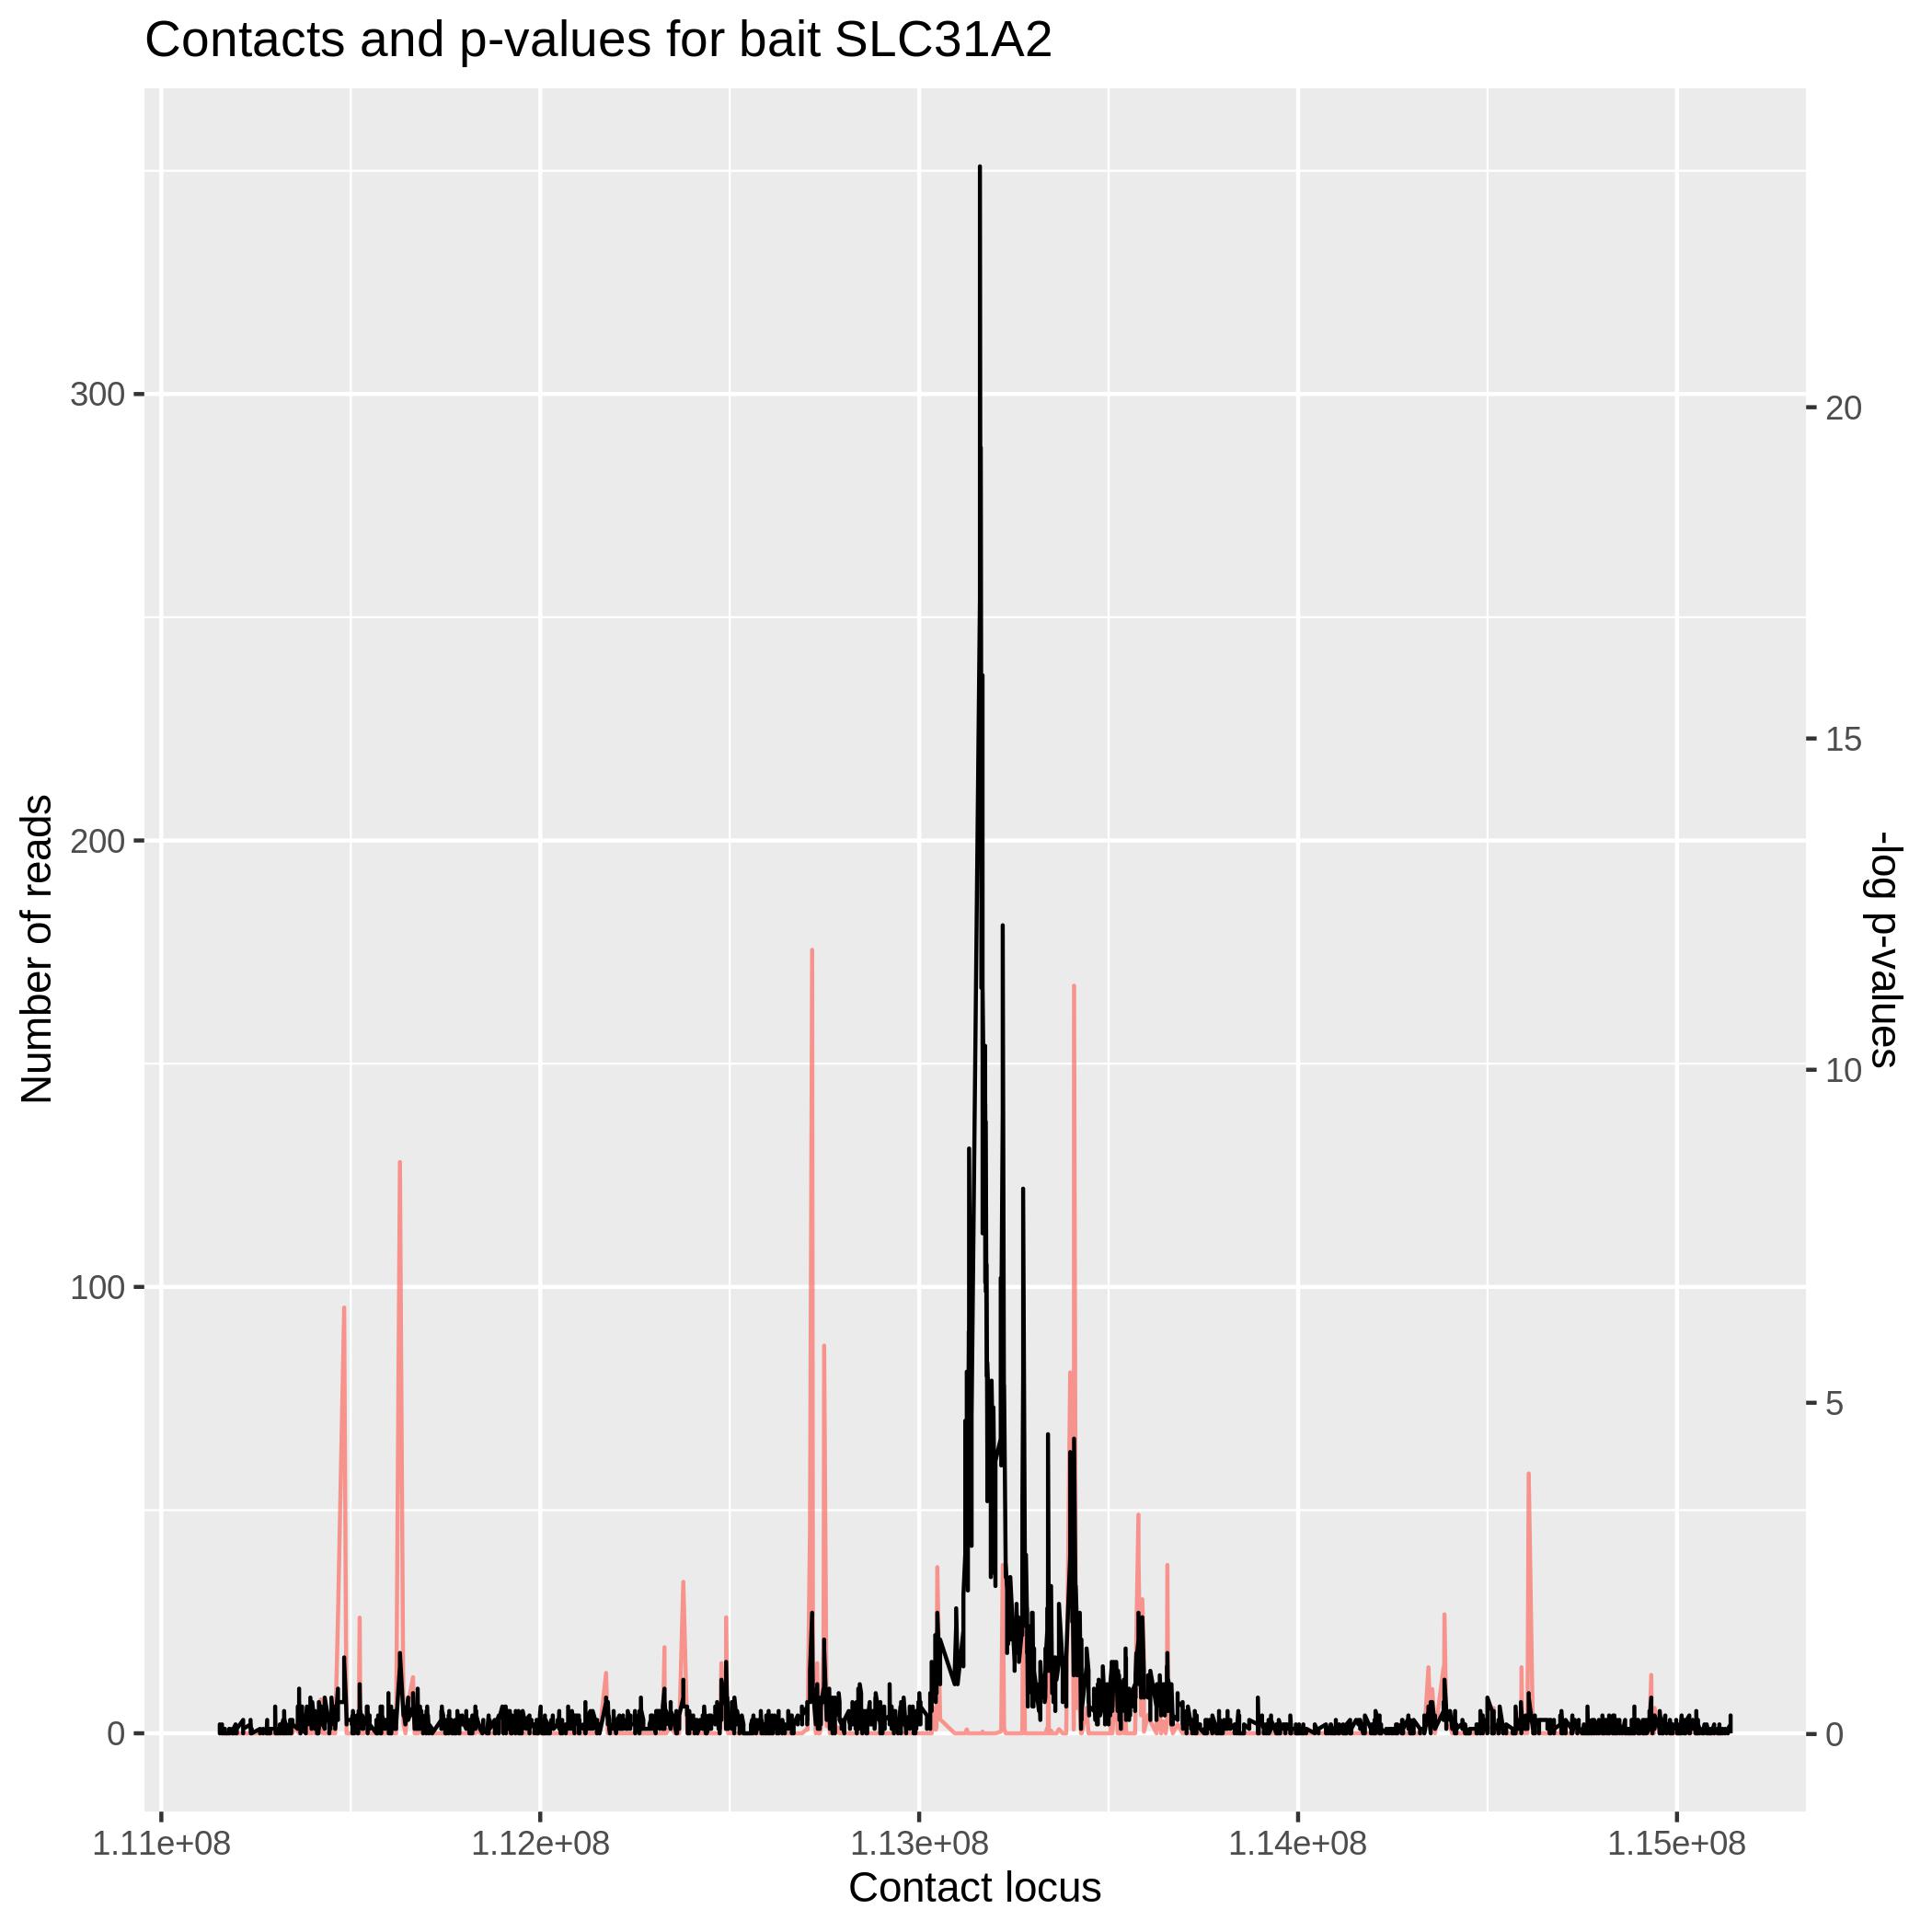 Contacts and p-values for bait SLC31A2
300
200
100
0
Number of reads
20
15
10
5
0
-log p-values
1.11e+08
1.12e+08
1.13e+08
1.14e+08
1.15e+08
Contact locus